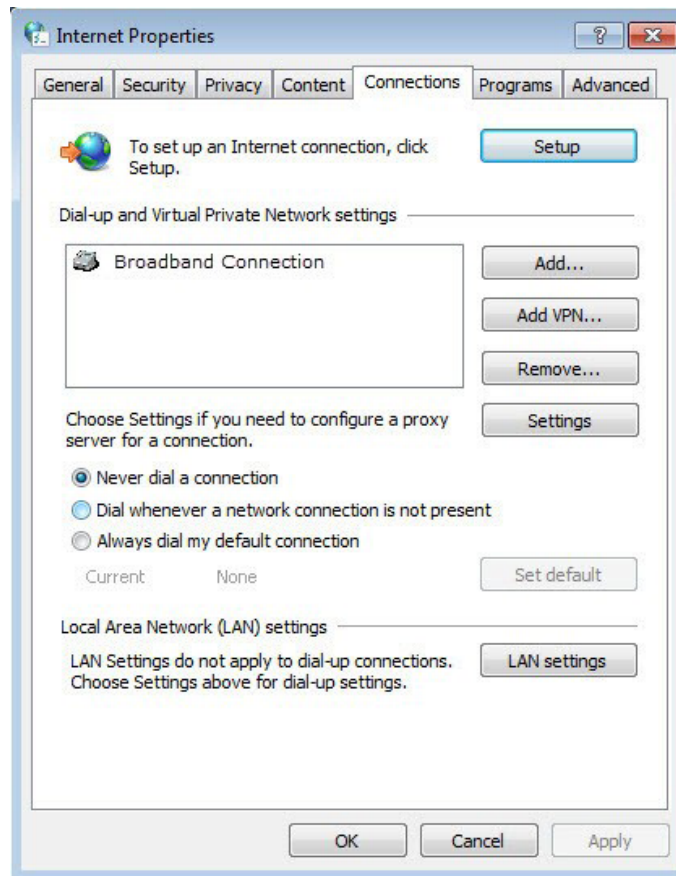 Internet Properties
General Security Privacy Content Connections Programs Advanced
To set up an Internet connection, click
Setup.
Setup
Dial-up and Virtual Private Network settings
Broadband Connection
Add...
Add VPN...
Remove...
Choose Settings if you need to configure a proxy
server for a connection.
Settings
Never dial a connection
Dial whenever a network connection is not present
Always dial my default connection
Current None
Set default
Local Area Network (LAN) settings
LAN Settings do not apply to dial-up connections.
Choose Settings above for dial-up settings.
LAN settings
OK Cancel Apply